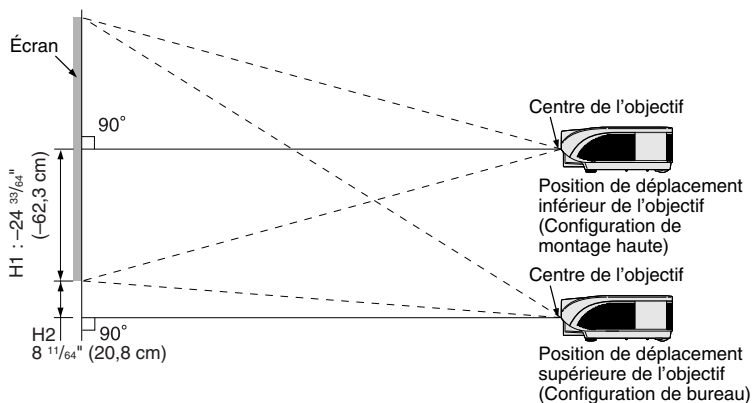 Écran
90°
Centre de l'objectif
H1 : –24 33/64"
(–62,3 cm)
Position de déplacement
inférieur de l'objectif
(Configuration de
montage haute)
Centre de l'objectif
H2
8 11/64" (20,8 cm)
90°
Position de déplacement
supérieure de l'objectif
(Configuration de bureau)